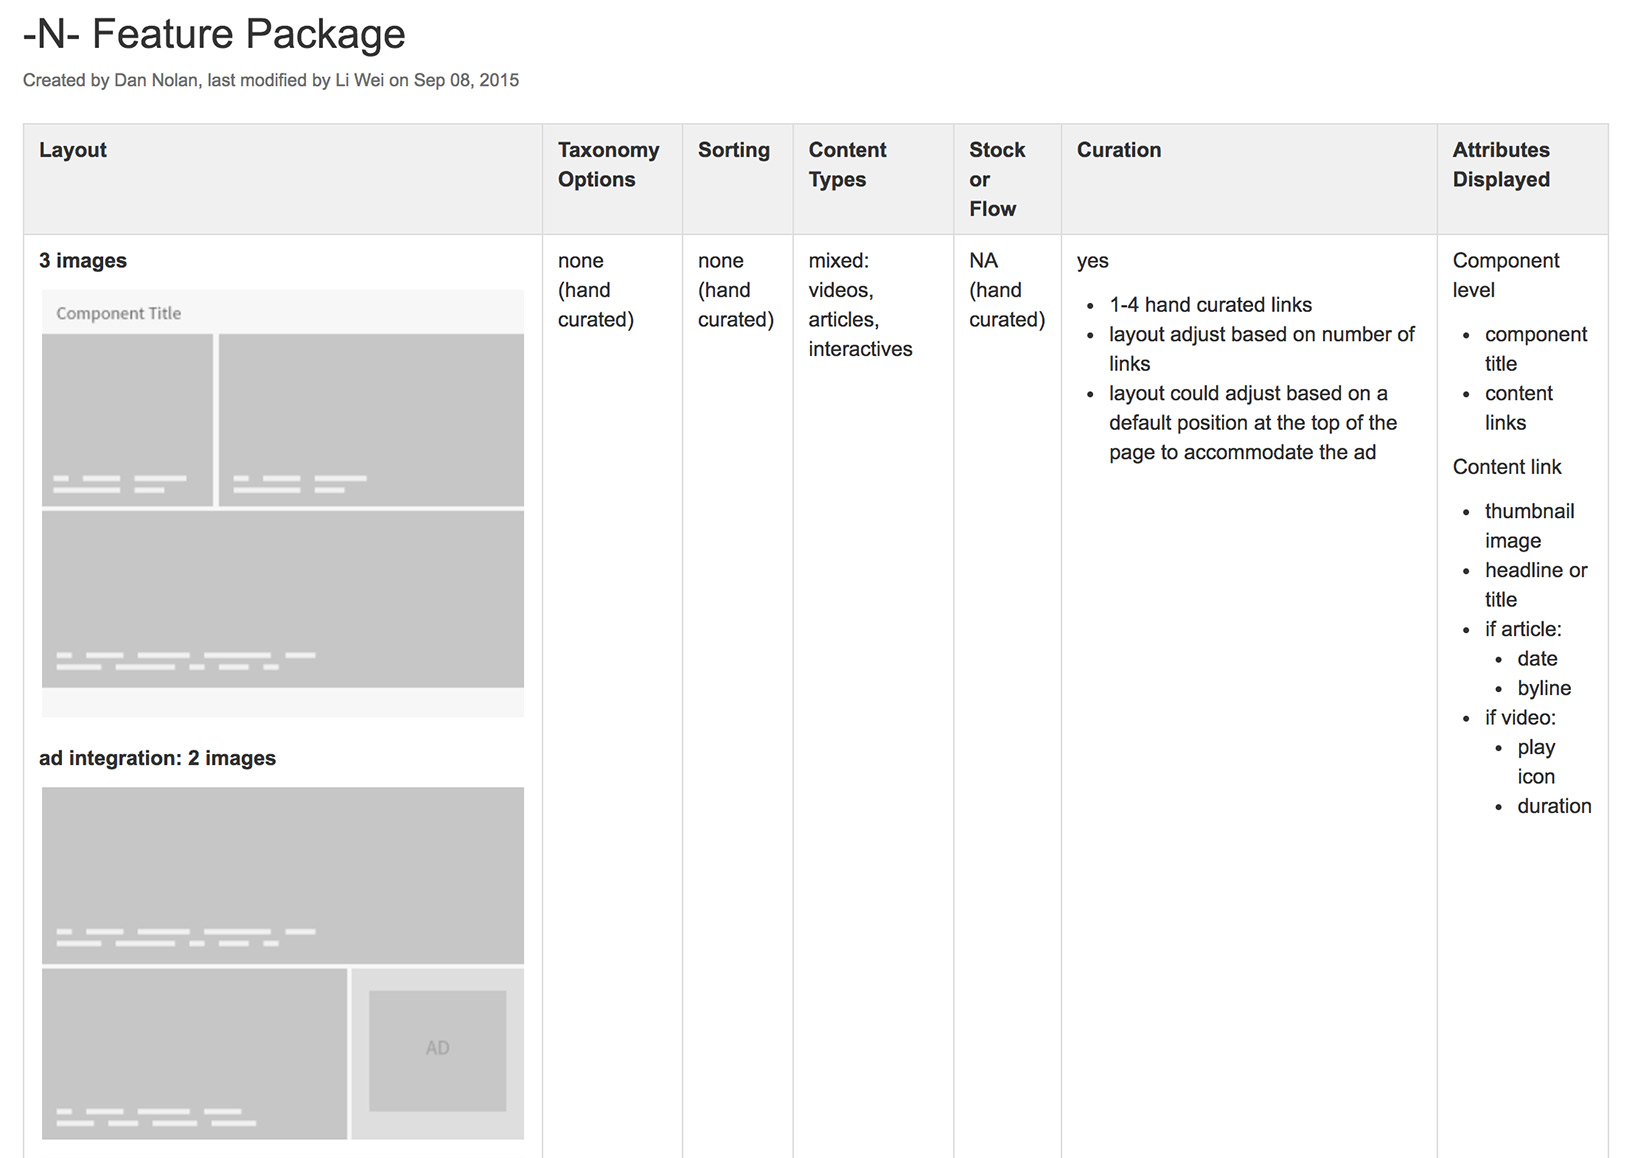 -N- Feature Package
Created by Dan Nolan, last modified by Li Wei on Sep 08, 2015
Layout
Taxonomy
Options
Sorting
Content
Types
Stock
or
Flow
Curation
Attributes
Displayed
3 images
Component Title
ad integration: 2 images
AD
none
(hand
curated)
none
(hand
curated)
mixed:
videos,
articles,
interactives
NA
(hand
curated)
yes
• 1-4 hand curated links
• layout adjust based on number of
links
• layout could adjust based on a
default position at the top of the
page to accommodate the ad
Component
level
• component
title
• content
links
Content link
• thumbnail
image
• headline or
title
• if article:
• date
• byline
• if video:
• play
icon
• duration